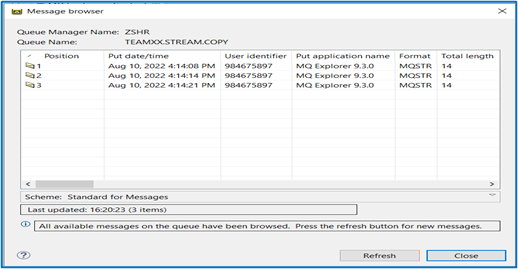 Message browser
Queue Manager Name: ZSHR
Queue Name: TEAMXX.STREAM.COPY
Position Put date/time User identifier Put application name Format Total length
1 Aug 10, 2022 4:14:08 PM 984675897 MQ Explorer 9.3.0 MQSTR 14
2 Aug 10, 2022 4:14:14 PM 984675897 MQ Explorer 9.3.0 MQSTR 14
3 Aug 10, 2022 4:14:21 PM 984675897 MQ Explorer 9.3.0 MQSTR 14
Scheme: Standard for Messages
Last updated: 16:20:23 (3 items)
All available messages on the queue have been browsed. Press the refresh button for new messages.
Refresh Close